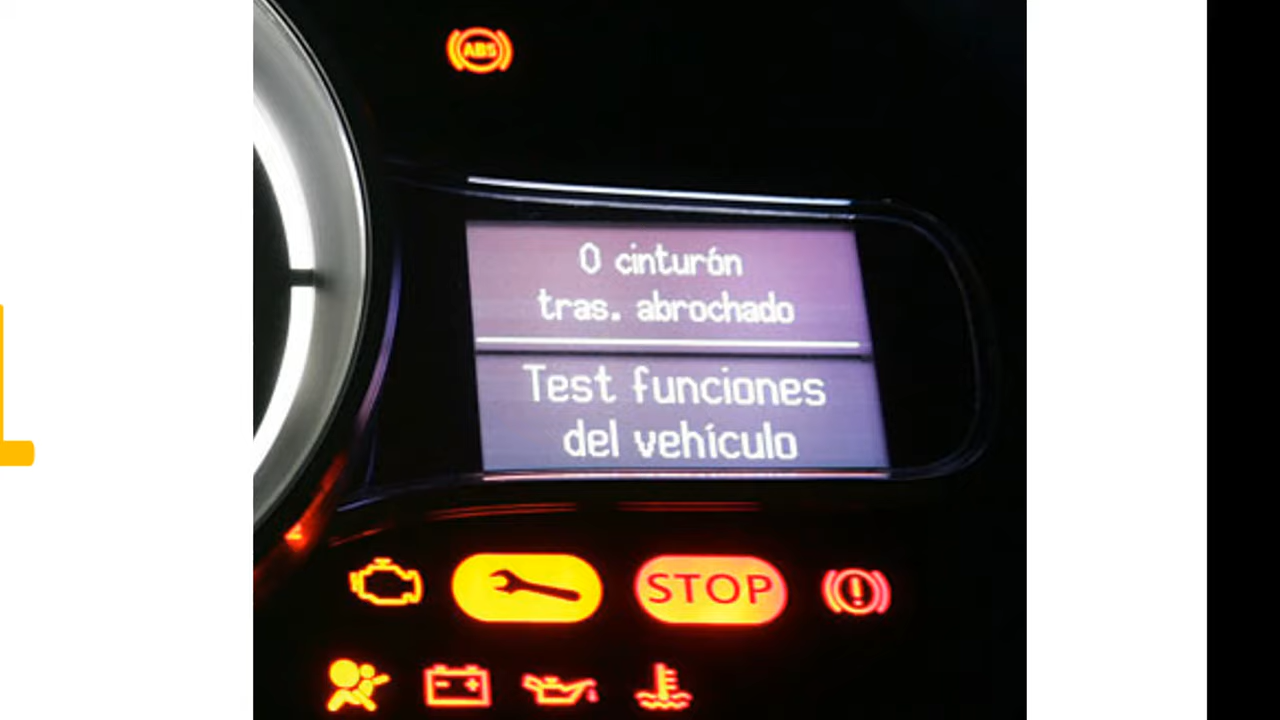 ABS
0 cinturón
tras. abrochado
Test funciones
del vehículo
STOP